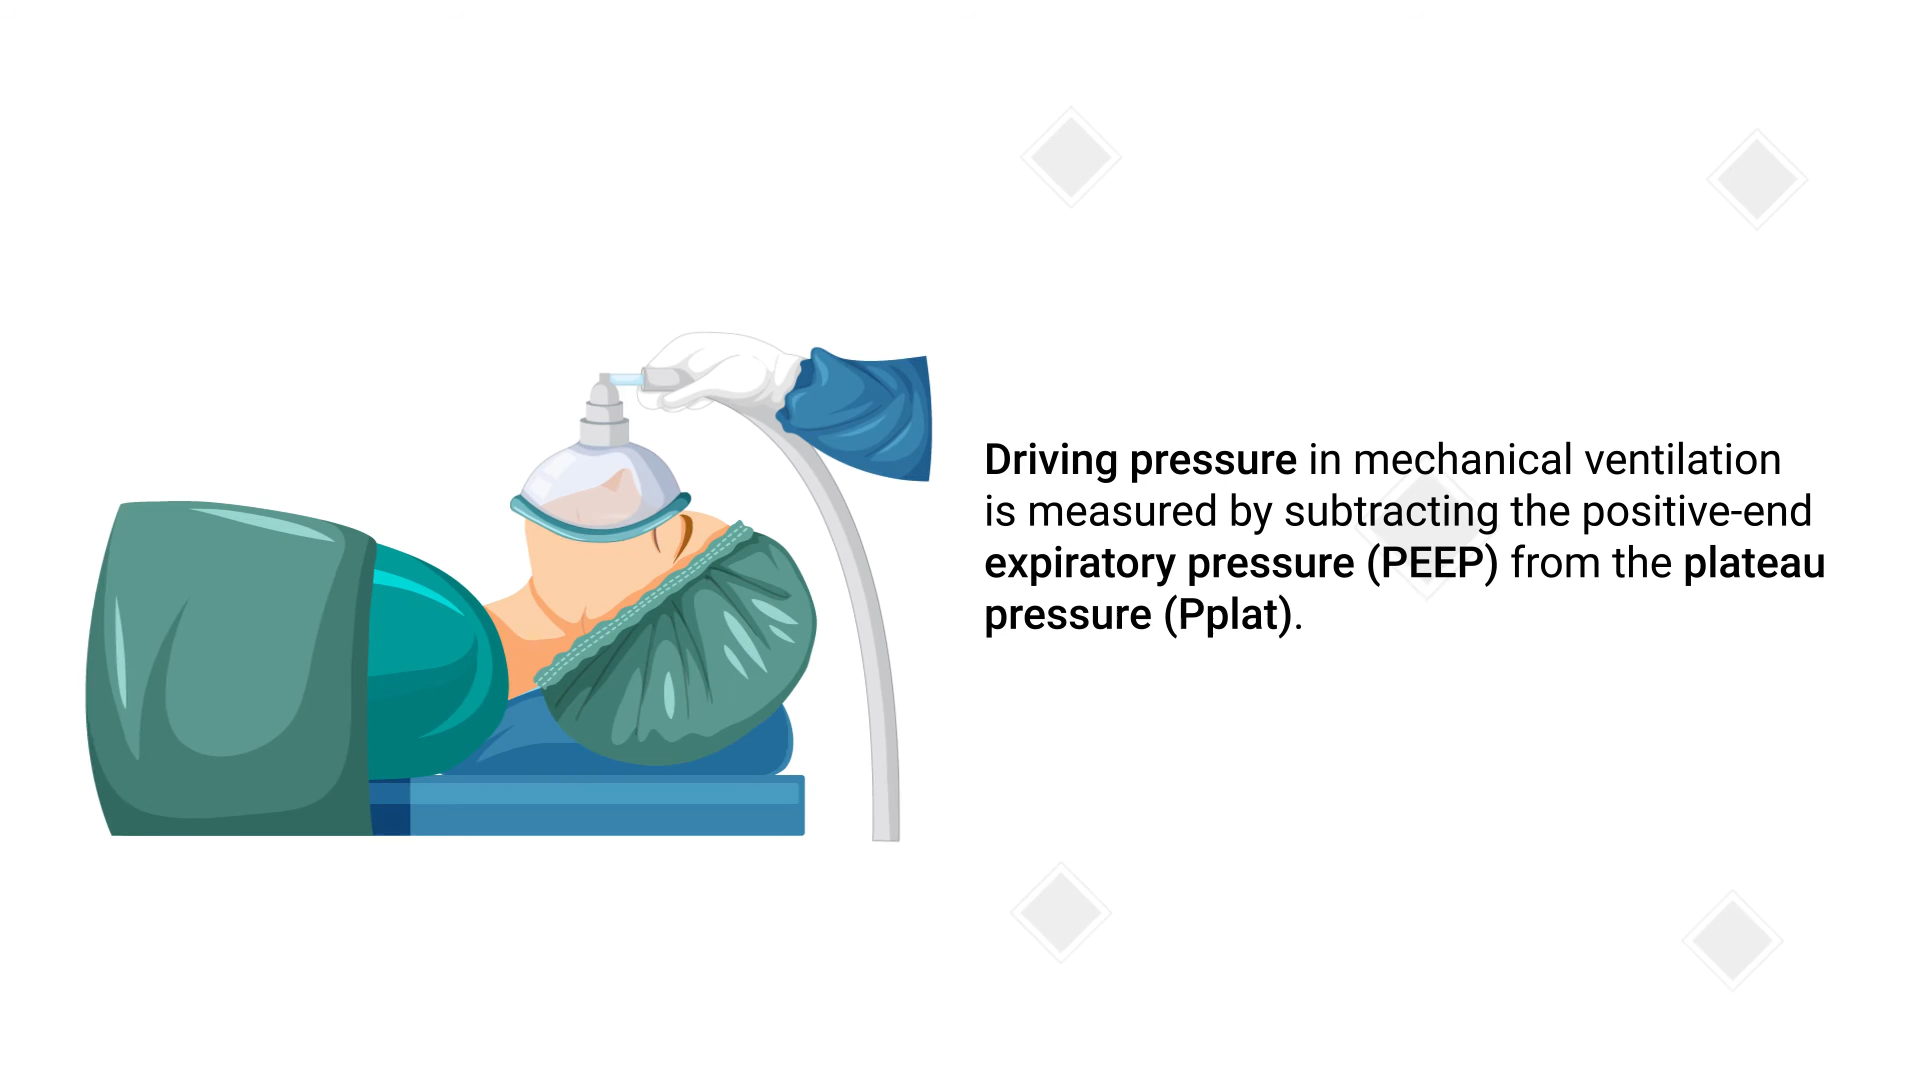 Driving pressure in mechanical ventilation
is measured by subtracting the positive-end
expiratory pressure (PEEP) from the plateau
pressure (Pplat).